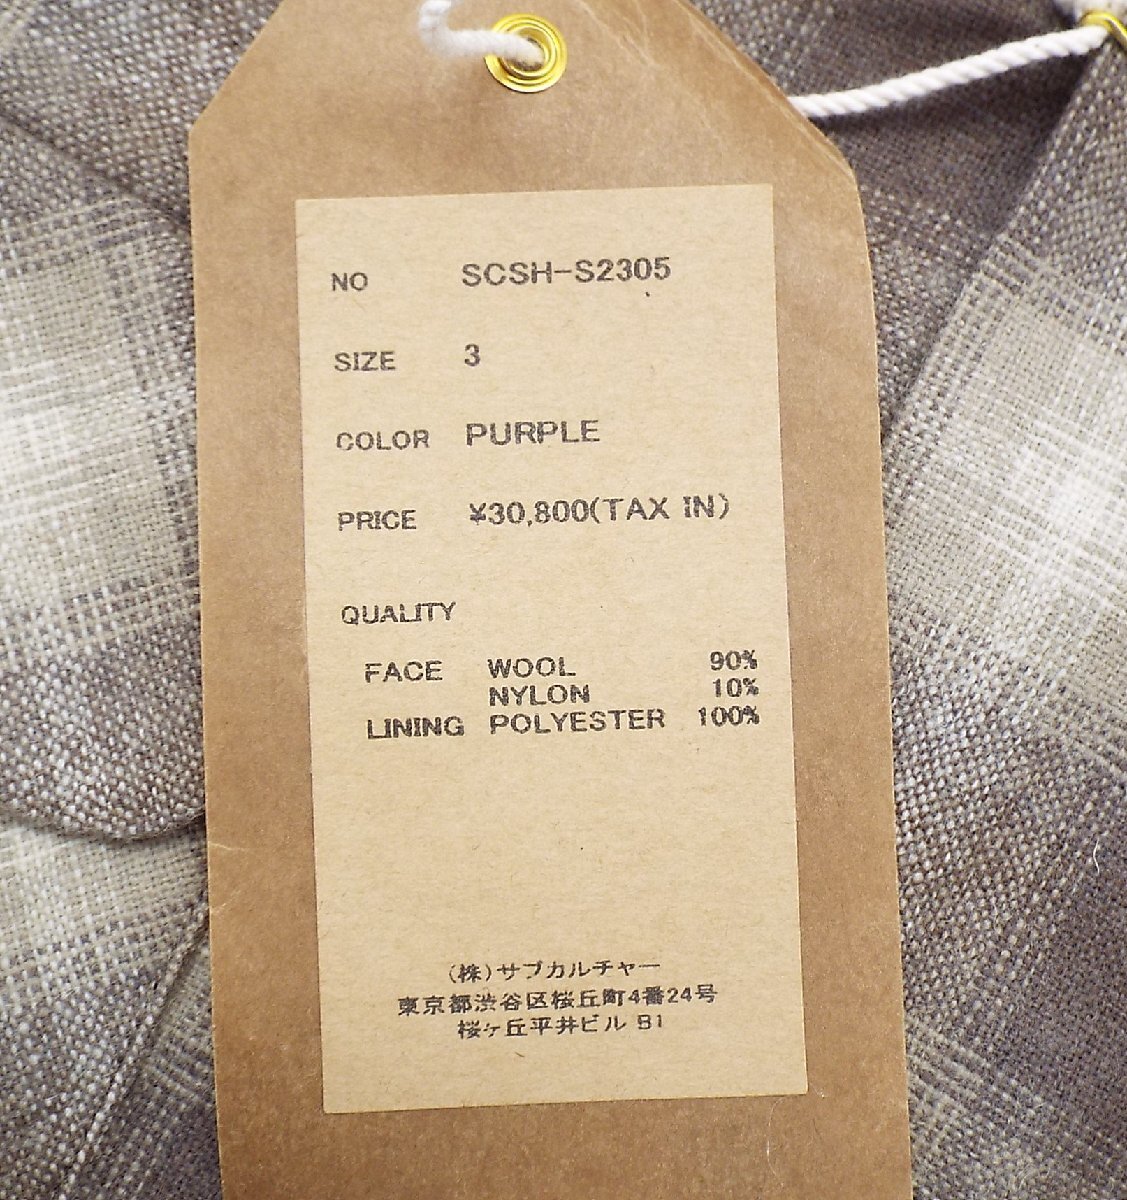 NO SCSH-S2305
SIZE 3
COLOR PURPLE
PRICE ¥30,800(TAX IN)
QUALITY
FACE WOOL 90%
NYLON 10%
LINING POLYESTER 100%
(株)サブカルチャー
東京都渋谷区桜丘町4番24号
桜ヶ丘平井ビル B1